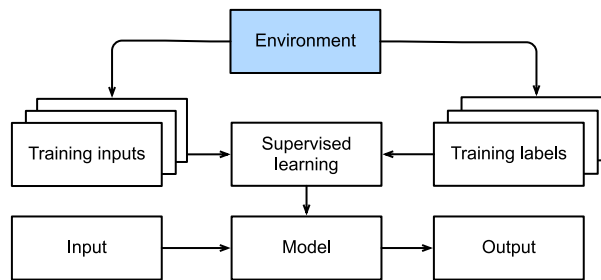 Environment
Training inputs
Supervised
learning
Training labels
Input
Model
Output